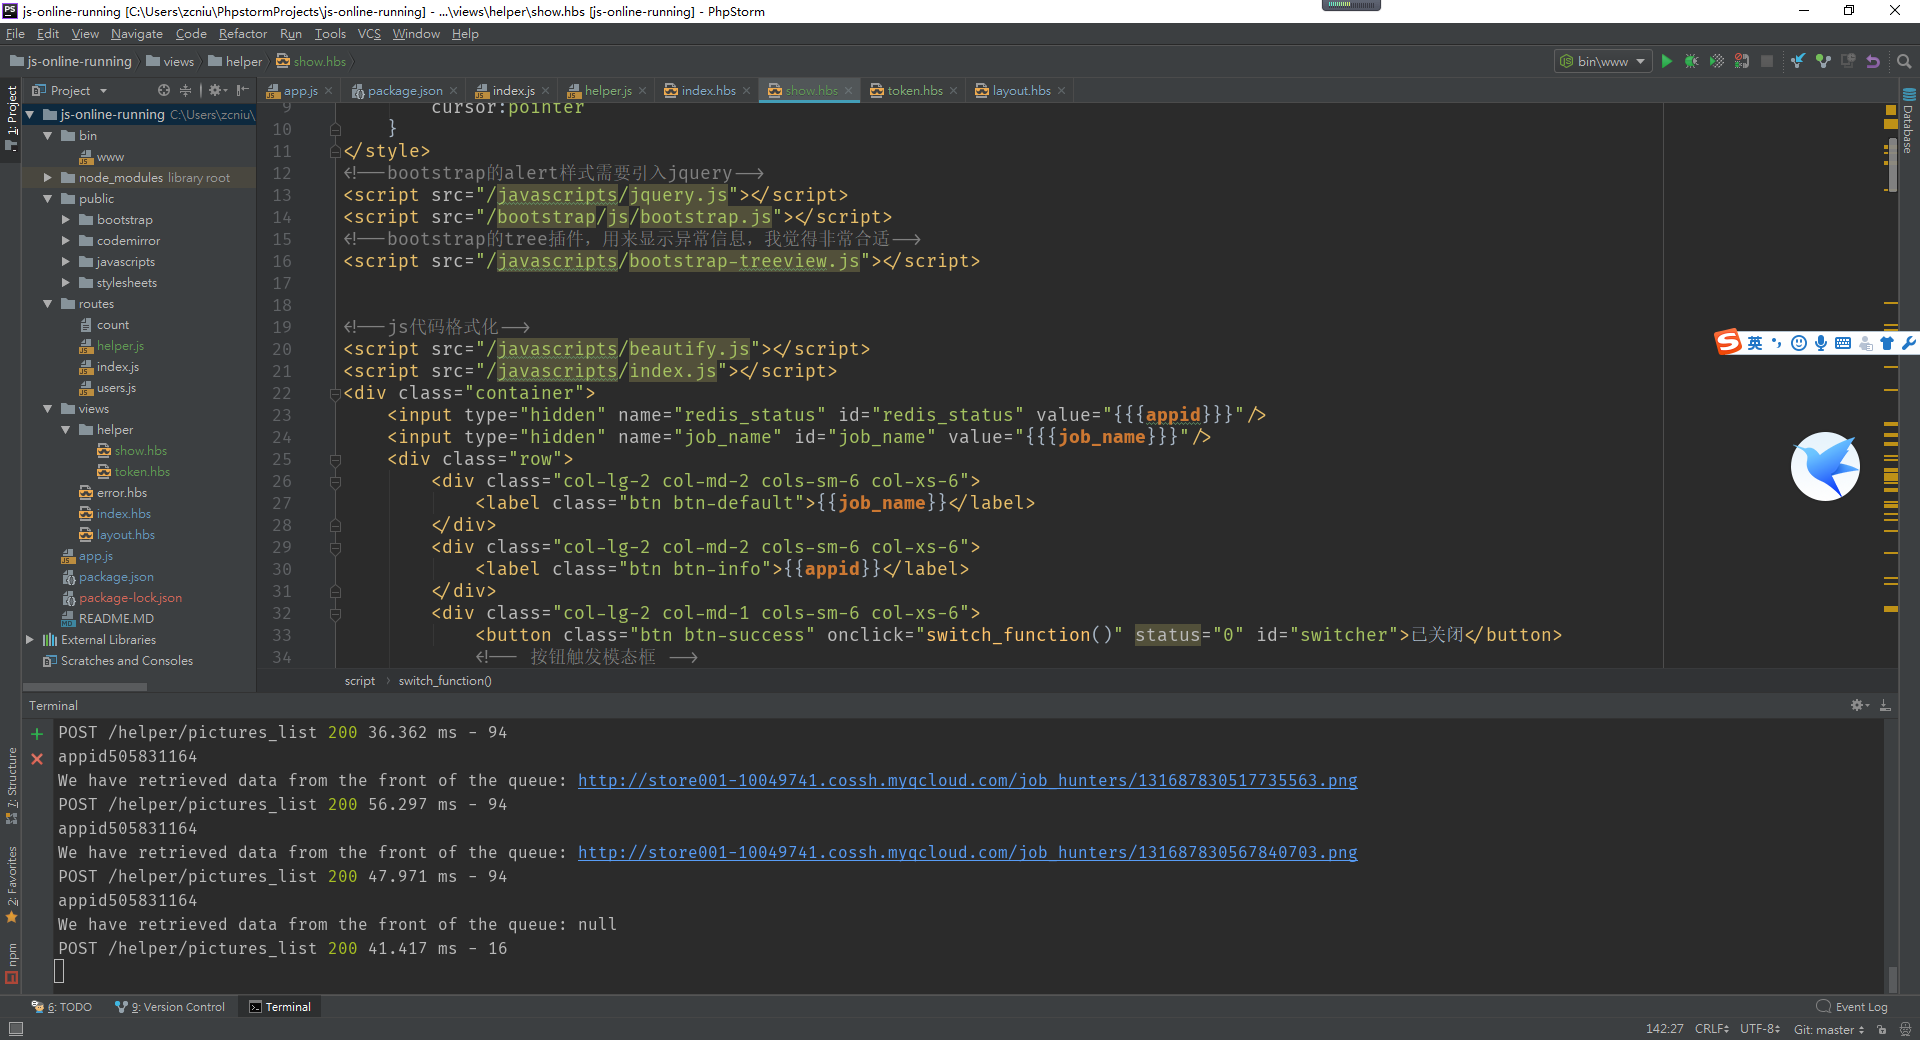 js-online-running [C:\Users\zcniu\PhpstormProjects\js-online-running] - ...\views\helper\show.hbs [js-online-running] - PhpStorm
File Edit View Navigate Code Refactor Run Tools VCS Window Help
js-online-running views helper show.hbs bin\www
Project app.js package.json index.js helper.js index.hbs show.hbs token.hbs layout.hbs
1: Project
7: Structure
2: Favorites
npm
Database
js-online-running C:\Users\zcniu\
bin
www
node_modules library root
public
bootstrap
codemirror
javascripts
stylesheets
routes
count
helper.js
index.js
users.js
views
helper
show.hbs
token.hbs
error.hbs
index.hbs
layout.hbs
app.js
package.json
package-lock.json
README.MD
External Libraries
Scratches and Consoles
9 cursor:pointer
10 }
11 </style>
12 <!--bootstrap的alert样式需要引入jquery-->
13 <script src="/javascripts/jquery.js"></script>
14 <script src="/bootstrap/js/bootstrap.js"></script>
15 <!--bootstrap的tree插件，用来显示异常信息，我觉得非常合适-->
16 <script src="/javascripts/bootstrap-treeview.js"></script>
17
18
19 <!--js代码格式化-->
20 <script src="/javascripts/beautify.js"></script>
21 <script src="/javascripts/index.js"></script>
22 <div class="container">
23 <input type="hidden" name="redis_status" id="redis_status" value="{{{appid}}}"/>
24 <input type="hidden" name="job_name" id="job_name" value="{{{job_name}}}"/>
25 <div class="row">
26 <div class="col-lg-2 col-md-2 cols-sm-6 col-xs-6">
27 <label class="btn btn-default">{{job_name}}</label>
28 </div>
29 <div class="col-lg-2 col-md-2 cols-sm-6 col-xs-6">
30 <label class="btn btn-info">{{appid}}</label>
31 </div>
32 <div class="col-lg-2 col-md-1 cols-sm-6 col-xs-6">
33 <button class="btn btn-success" onclick="switch_function()" status="0" id="switcher">已关闭</button>
34 <!-- 按钮触发模态框 -->
script switch_function()
英
Terminal
POST /helper/pictures_list 200 36.362 ms - 94
appid505831164
We have retrieved data from the front of the queue: http://store001-10049741.cossh.myqcloud.com/job_hunters/131687830517735563.png
POST /helper/pictures_list 200 56.297 ms - 94
appid505831164
We have retrieved data from the front of the queue: http://store001-10049741.cossh.myqcloud.com/job_hunters/131687830567840703.png
POST /helper/pictures_list 200 47.971 ms - 94
appid505831164
We have retrieved data from the front of the queue: null
POST /helper/pictures_list 200 41.417 ms - 16
6: TODO 9: Version Control Terminal Event Log
142:27 CRLF UTF-8 Git: master